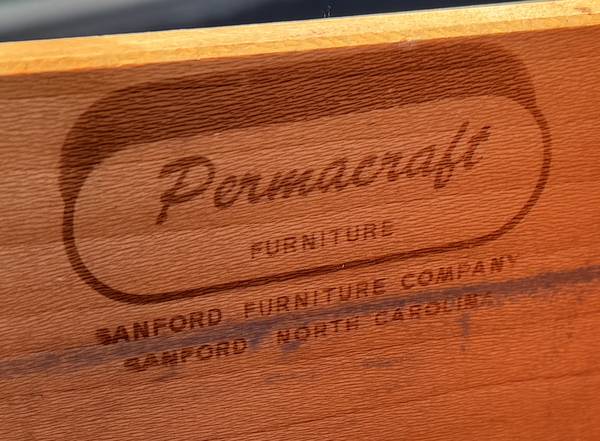 Permacraft
FURNITURE
SANFORD FURNITURE COMPANY
SANFORD NORTH CAROLINA